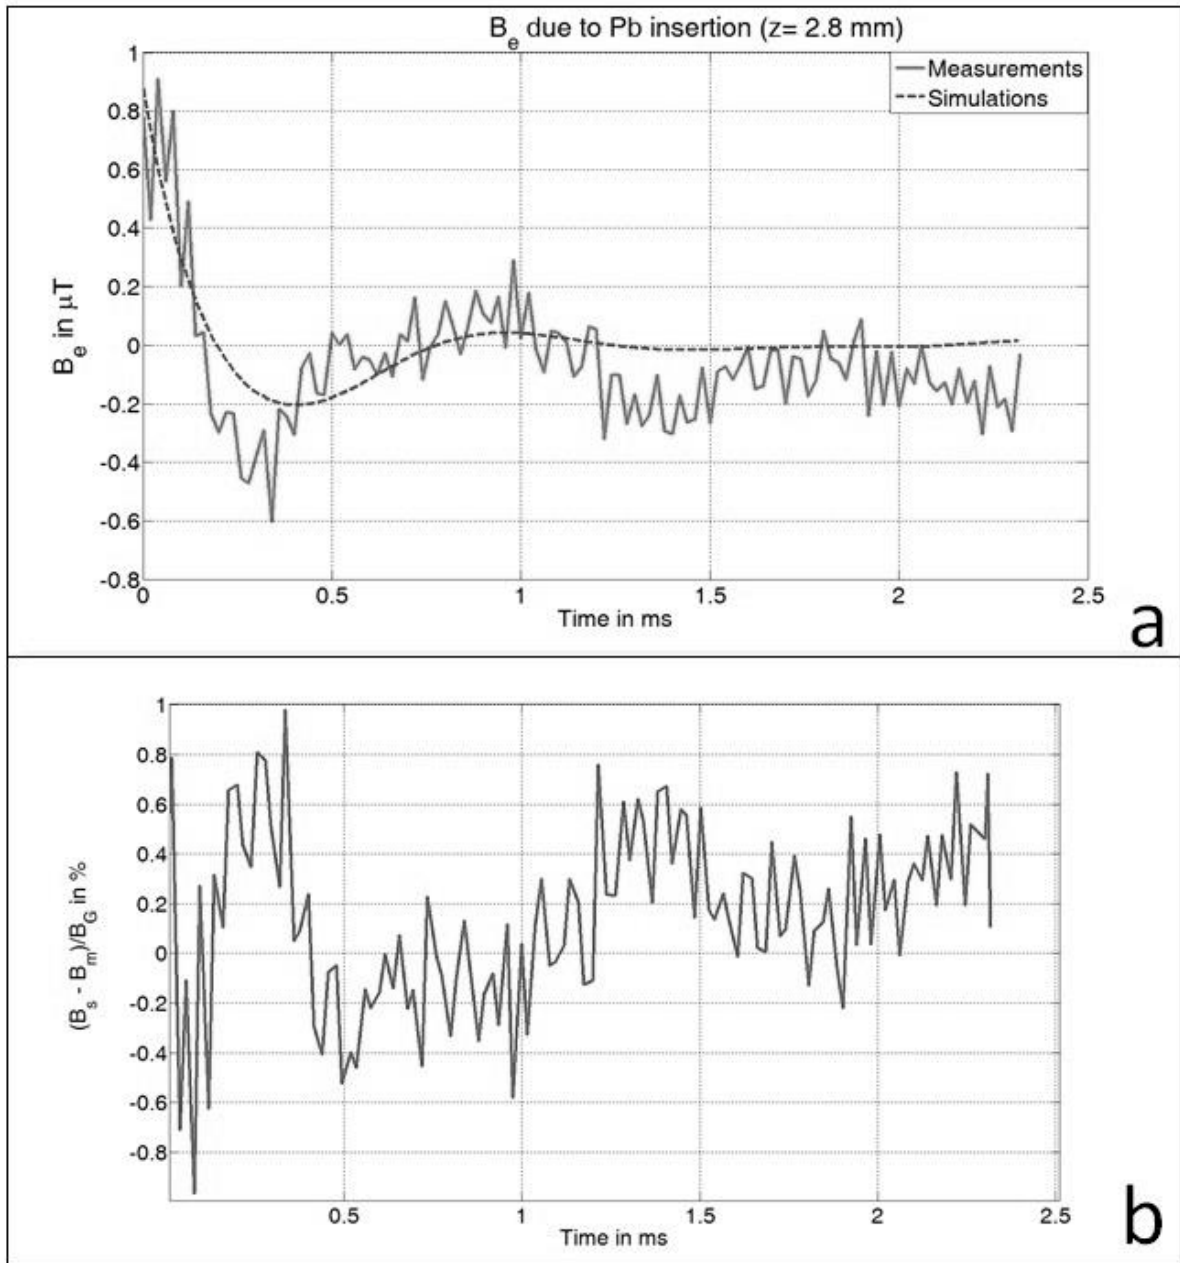 B_e due to Pb insertion (z= 2.8 mm)
Measurements
Simulations
1
0.8
0.6
0.4
0.2
0
-0.2
-0.4
-0.6
-0.8
B_e in μT
0 0.5 1 1.5 2 2.5
Time in ms
a
1
0.8
0.6
0.4
0.2
0
-0.2
-0.4
-0.6
-0.8
(B_s - B_m)/B_G in %
0.5 1 1.5 2 2.5
Time in ms
b